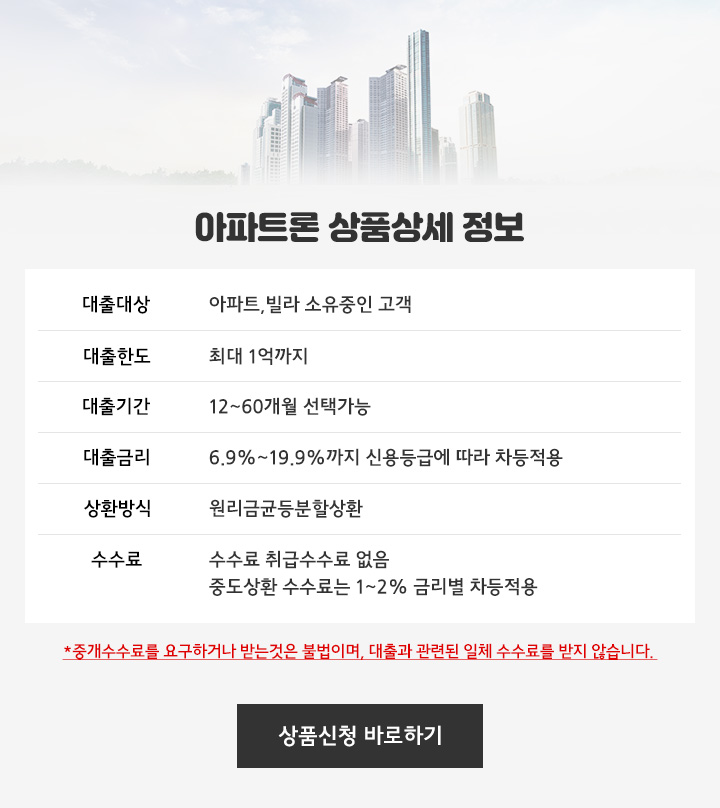 아파트론 상품상세 정보
대출대상 아파트,빌라 소유중인 고객
대출한도 최대 1억까지
대출기간 12~60개월 선택가능
대출금리 6.9%~19.9%까지 신용등급에 따라 차등적용
상환방식 원리금균등분할상환
수수료 수수료 취급수수료 없음
중도상환 수수료는 1~2% 금리별 차등적용
*중개수수료를 요구하거나 받는것은 불법이며, 대출과 관련된 일체 수수료를 받지 않습니다.
상품신청 바로하기